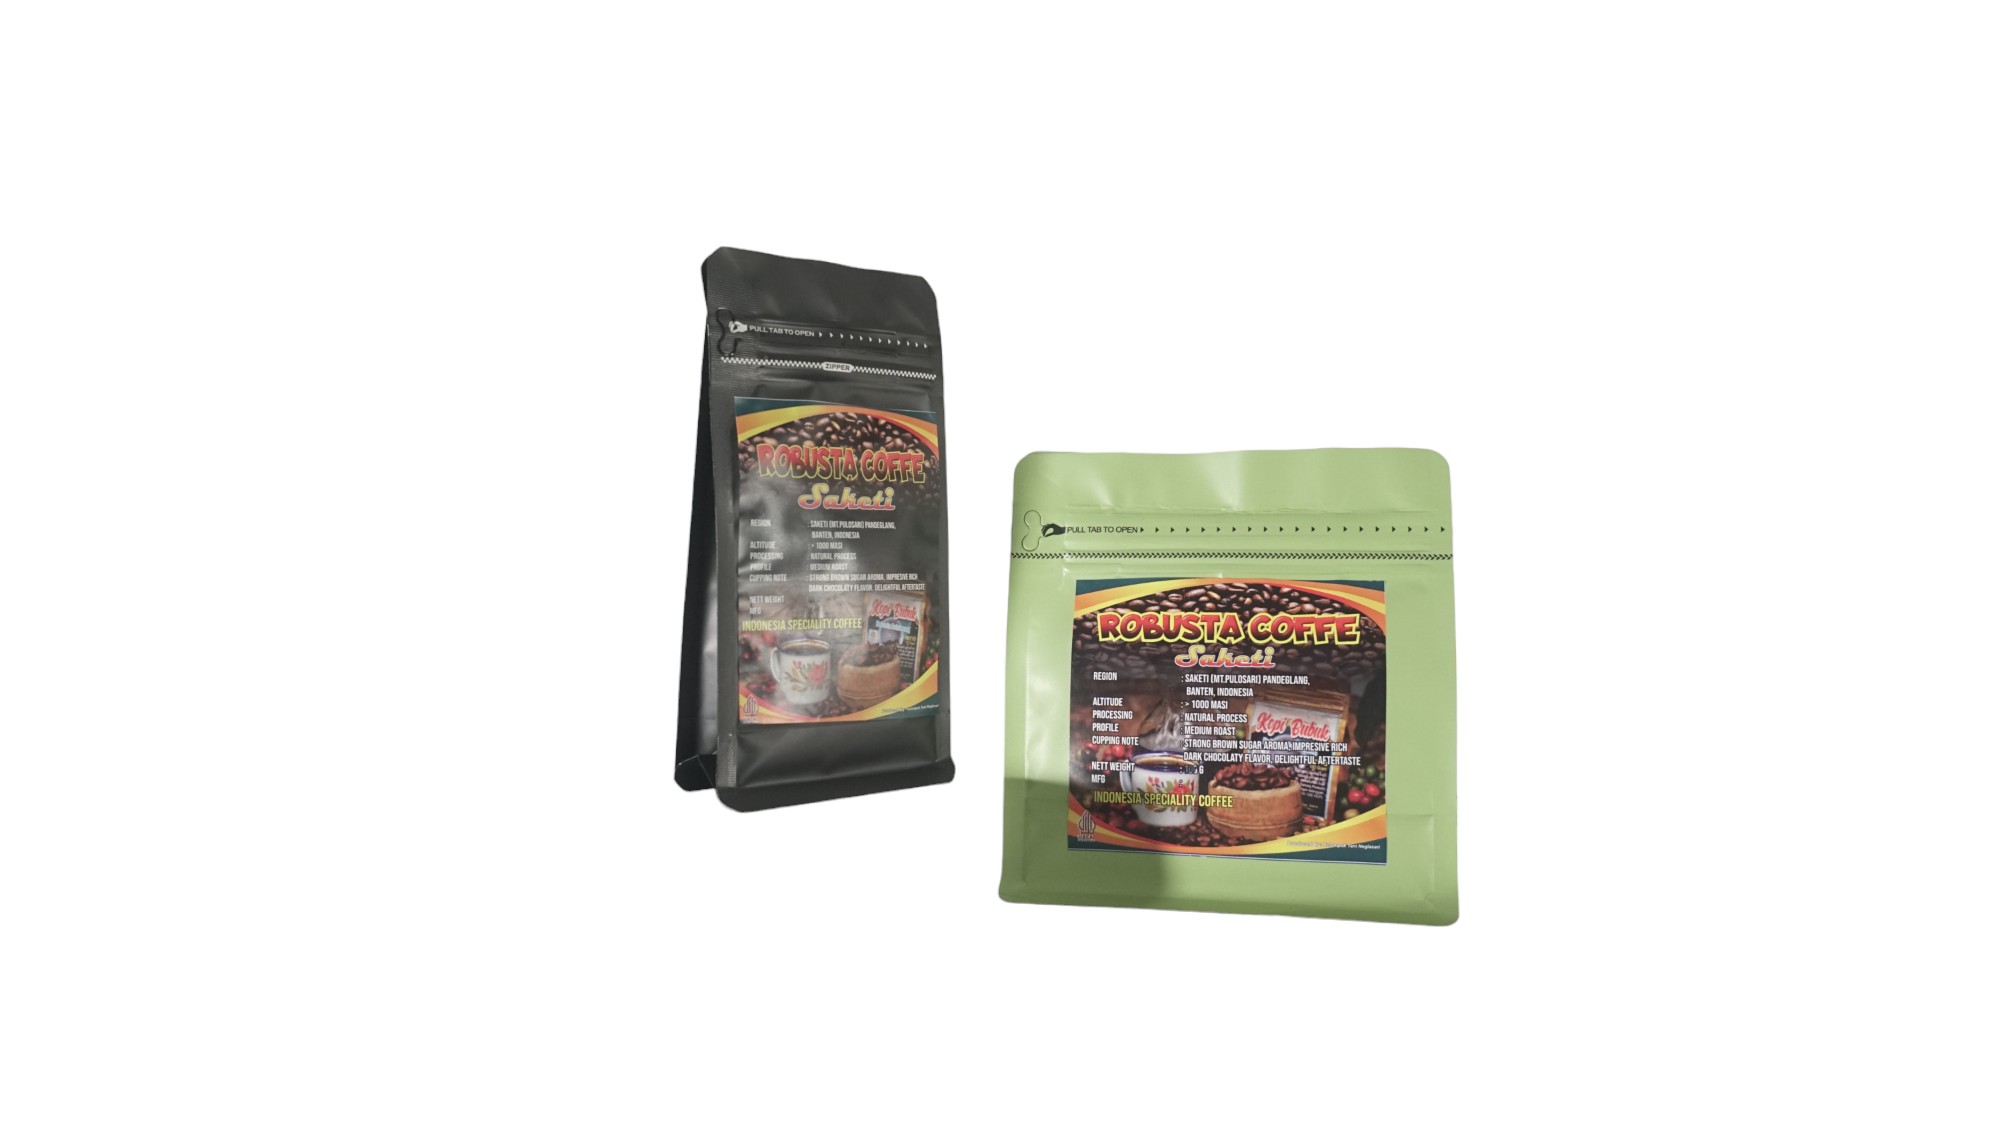 PULL TAB TO OPEN
ZIPPER
ROBUSTA COFFE
Saketi
REGION : SAKETI (MT.PULOSARI) PANDEGLANG,
BANTEN, INDONESIA
ALTITUDE : > 1000 MASI
PROCESSING : NATURAL PROCESS
PROFILE : MEDIUM ROAST
CUPPING NOTE : STRONG BROWN SUGAR AROMA, IMPRESIVE RICH
DARK CHOCOLATY FLAVOR, DELIGHTFUL AFTERTASTE
NETT WEIGHT
MFG
INDONESIA SPECIALITY COFFEE
Kopi Bubuk
PULL TAB TO OPEN
ROBUSTA COFFE
Saketi
REGION : SAKETI (MT.PULOSARI) PANDEGLANG,
BANTEN, INDONESIA
ALTITUDE : > 1000 MASI
PROCESSING : NATURAL PROCESS
PROFILE : MEDIUM ROAST
CUPPING NOTE : STRONG BROWN SUGAR AROMA, IMPRESIVE RICH
DARK CHOCOLATY FLAVOR, DELIGHTFUL AFTERTASTE
NETT WEIGHT : G
MFG :
INDONESIA SPECIALITY COFFEE
Kopi Bubuk
Tani Neglasari